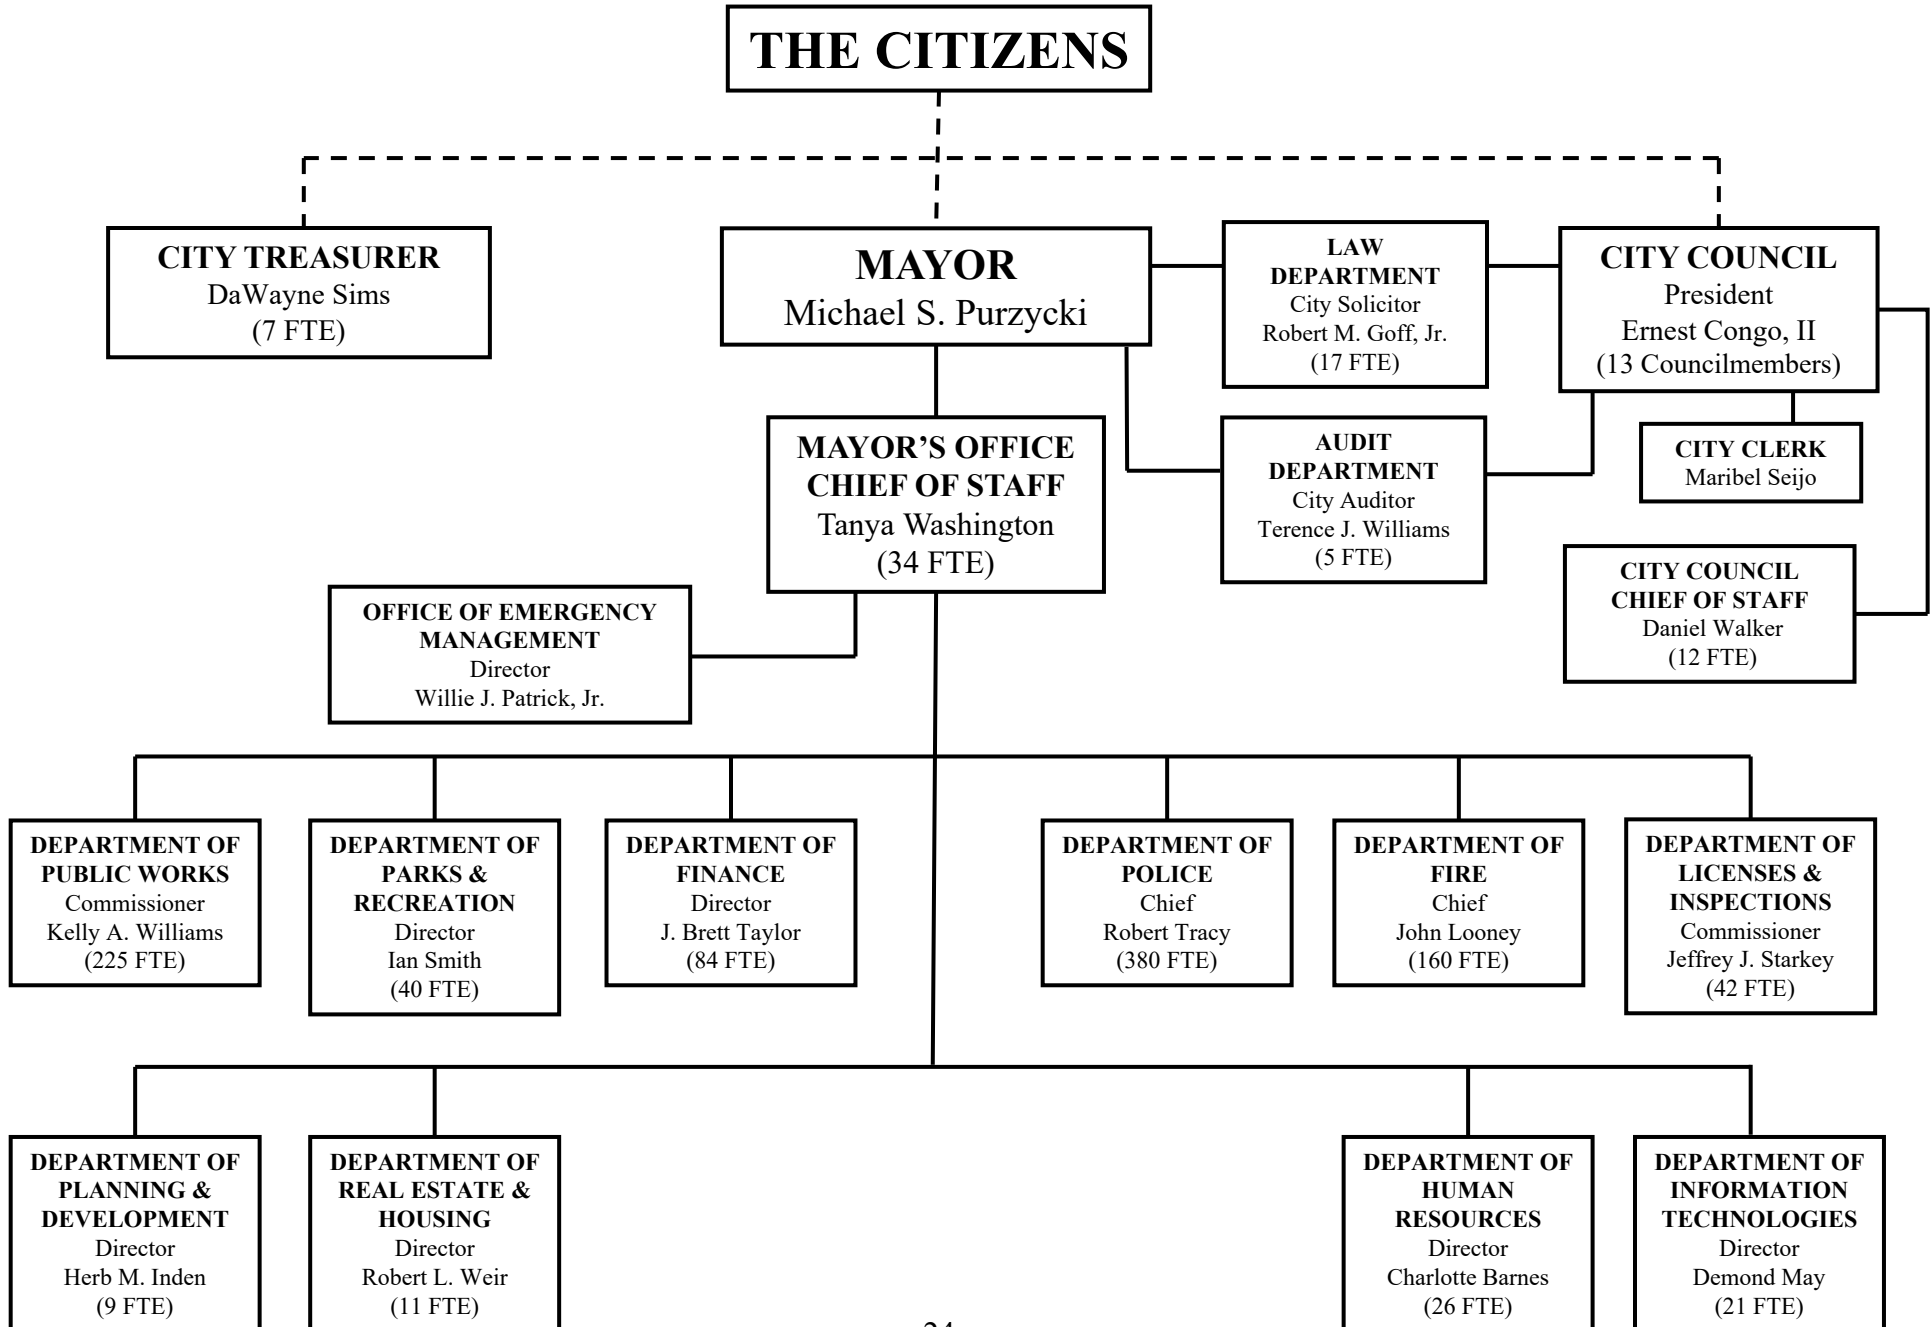 THE CITIZENS
CITY TREASURER
DaWayne Sims
(7 FTE)
MAYOR
Michael S. Purzycki
LAW
DEPARTMENT
City Solicitor
Robert M. Goff, Jr.
(17 FTE)
CITY COUNCIL
President
Ernest Congo, II
(13 Councilmembers)
MAYOR’S OFFICE
CHIEF OF STAFF
Tanya Washington
(34 FTE)
AUDIT
DEPARTMENT
City Auditor
Terence J. Williams
(5 FTE)
CITY CLERK
Maribel Seijo
CITY COUNCIL
CHIEF OF STAFF
Daniel Walker
(12 FTE)
OFFICE OF EMERGENCY
MANAGEMENT
Director
Willie J. Patrick, Jr.
DEPARTMENT OF
PUBLIC WORKS
Commissioner
Kelly A. Williams
(225 FTE)
DEPARTMENT OF
PARKS &
RECREATION
Director
Ian Smith
(40 FTE)
DEPARTMENT OF
FINANCE
Director
J. Brett Taylor
(84 FTE)
DEPARTMENT OF
POLICE
Chief
Robert Tracy
(380 FTE)
DEPARTMENT OF
FIRE
Chief
John Looney
(160 FTE)
DEPARTMENT OF
LICENSES &
INSPECTIONS
Commissioner
Jeffrey J. Starkey
(42 FTE)
DEPARTMENT OF
PLANNING &
DEVELOPMENT
Director
Herb M. Inden
(9 FTE)
DEPARTMENT OF
REAL ESTATE &
HOUSING
Director
Robert L. Weir
(11 FTE)
DEPARTMENT OF
HUMAN
RESOURCES
Director
Charlotte Barnes
(26 FTE)
DEPARTMENT OF
INFORMATION
TECHNOLOGIES
Director
Demond May
(21 FTE)